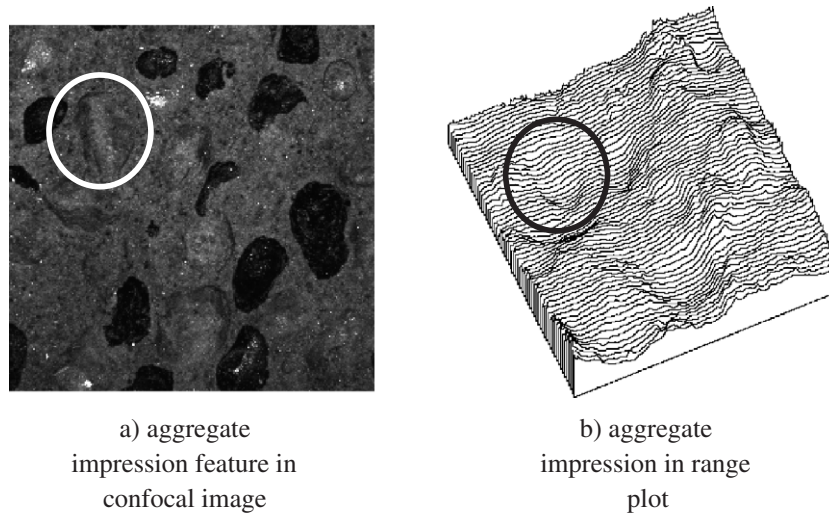 a) aggregate
impression feature in
confocal image
b) aggregate
impression in range
plot